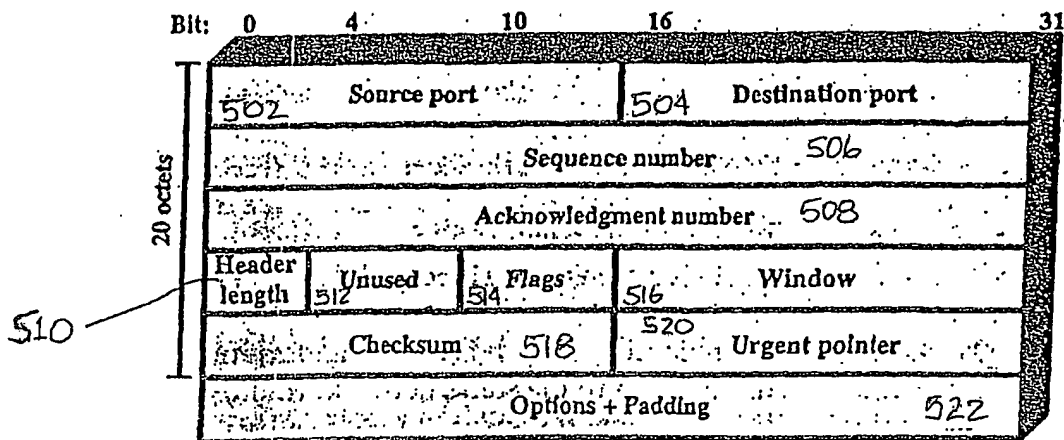 Bit: 0 4 10 16 31
502 Source port 504 Destination port
Sequence number 506
20 octets
Acknowledgment number 508
Header length 512 Unused 514 Flags 516 Window
510
Checksum 518 520 Urgent pointer
Options + Padding 522